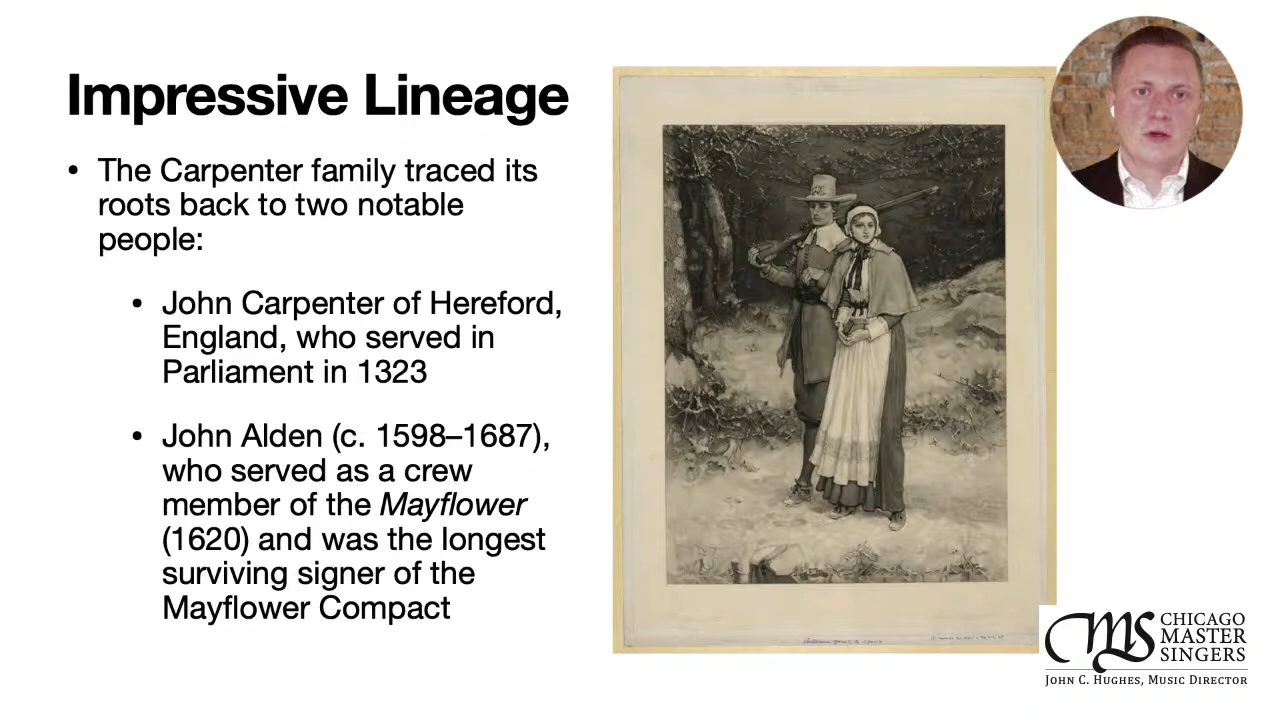 Impressive Lineage
• The Carpenter family traced its
roots back to two notable
people:
• John Carpenter of Hereford,
England, who served in
Parliament in 1323
• John Alden (c. 1598–1687),
who served as a crew
member of the Mayflower
(1620) and was the longest
surviving signer of the
Mayflower Compact
CMS
CHICAGO
MASTER
SINGERS
JOHN C. HUGHES, MUSIC DIRECTOR